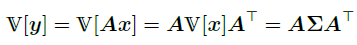 𝕍[𝒚] = 𝕍[𝑨𝒙] = 𝑨𝕍[𝒙]𝑨⊤ = 𝑨𝚺𝑨⊤